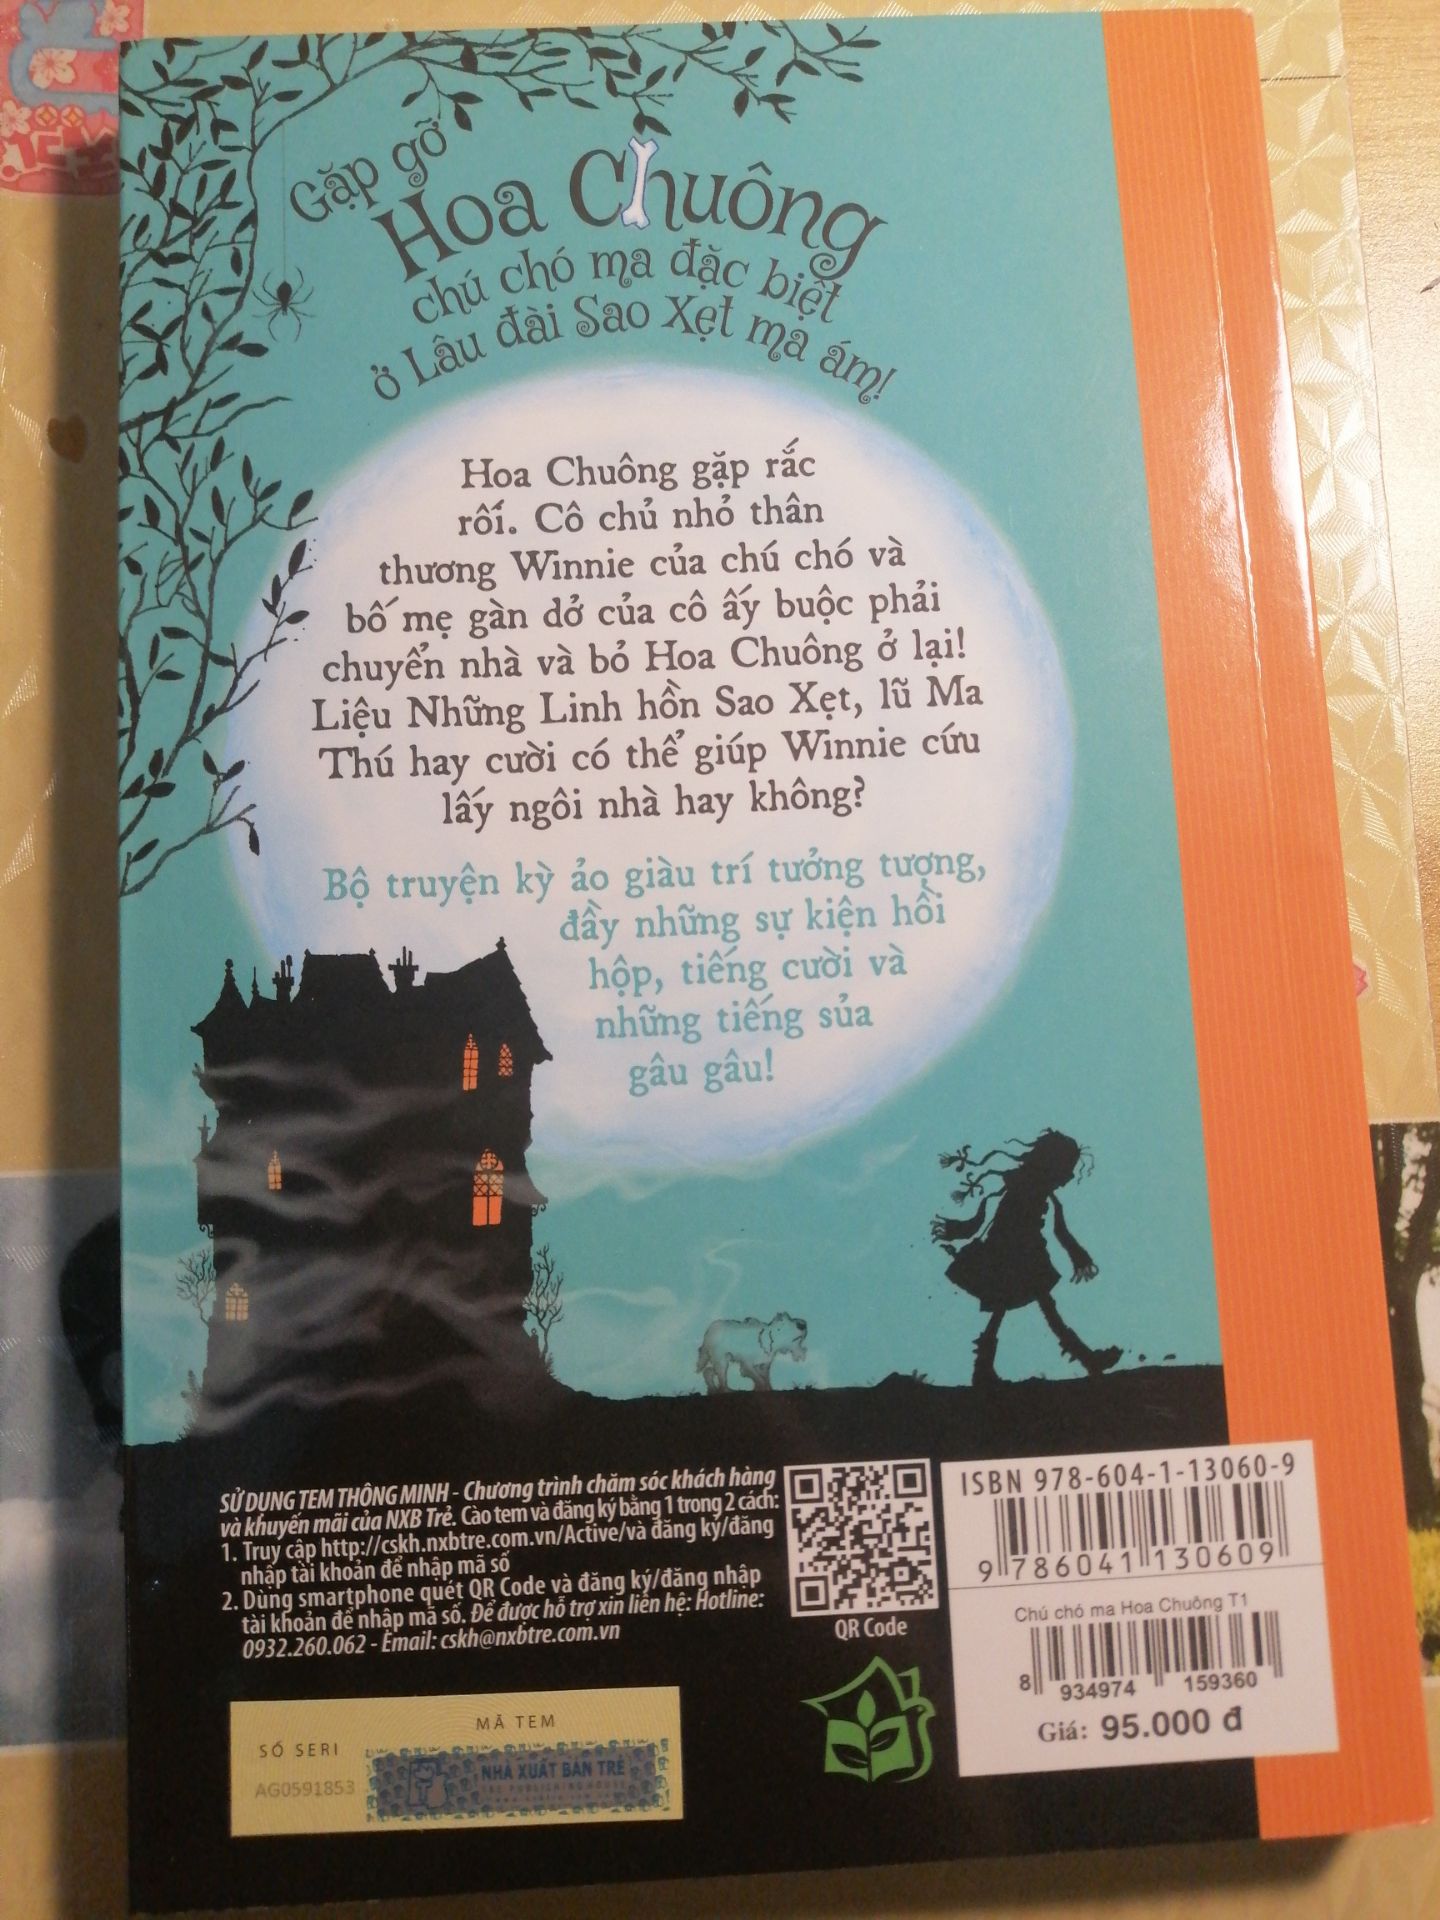 Gặp gỡ
Hoa Chuông
chú chó ma đặc biệt
ở Lâu đài Sao Xẹt ma ám!
Hoa Chuông gặp rắc
rối. Cô chủ nhỏ thân
thương Winnie của chú chó và
bố mẹ gàn dở của cô ấy buộc phải
chuyển nhà và bỏ Hoa Chuông ở lại!
Liệu Những Linh hồn Sao Xẹt, lũ Ma
Thú hay cười có thể giúp Winnie cứu
lấy ngôi nhà hay không?
Bộ truyện kỳ ảo giàu trí tưởng tượng,
đầy những sự kiện hồi
hộp, tiếng cười và
những tiếng sủa
gâu gâu!
SỬ DỤNG TEM THÔNG MINH - Chương trình chăm sóc khách hàng
và khuyến mãi của NXB Trẻ. Cào tem và đăng ký bằng 1 trong 2 cách:
1. Truy cập http://cskh.nxbtre.com.vn/Active/và đăng ký/đăng
nhập tài khoản để nhập mã số
2. Dùng smartphone quét QR Code và đăng ký/đăng nhập
tài khoản để nhập mã số. Để được hỗ trợ xin liên hệ: Hotline:
0932.260.062 - Email: cskh@nxbtre.com.vn
QR Code
ISBN 978-604-1-13060-9
9 786041 130609
Chú chó ma Hoa Chuông T1
8 934974 159360
Giá: 95.000 đ
MÃ TEM
SỐ SERI
AG0591853
NHÀ XUẤT BẢN TRẺ